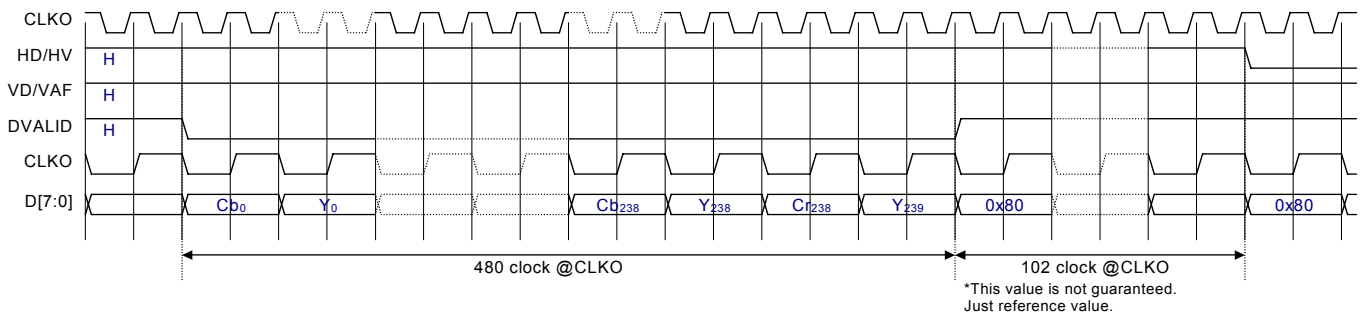 CLKO
HD/HV H
VD/VAF H
DVALID H
CLKO
D[7:0] Cb0 Y0 Cb238 Y238 Cr238 Y239 0x80 0x80
480 clock @CLKO 102 clock @CLKO
*This value is not guaranteed.
Just reference value.